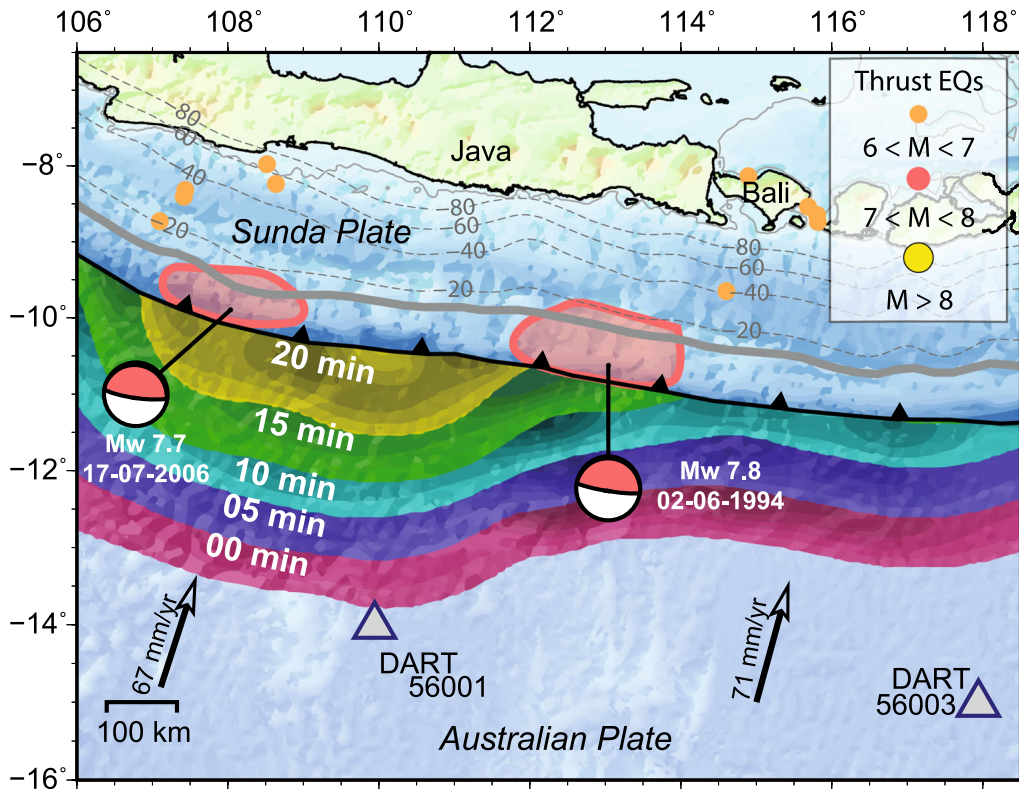 106˚ 108˚ 110˚ 112˚ 114˚ 116˚ 118˚
−8˚
−10˚
−12˚
−14˚
−16˚
Thrust EQs
6 < M < 7
7 < M < 8
M > 8
80
60
40
20
Java
Bali
Sunda Plate
80
60
40
20
80
60
40
20
20 min
15 min
10 min
05 min
00 min
Mw 7.7
17-07-2006
Mw 7.8
02-06-1994
67 mm/yr
71 mm/yr
DART
56001
DART
56003
100 km
Australian Plate